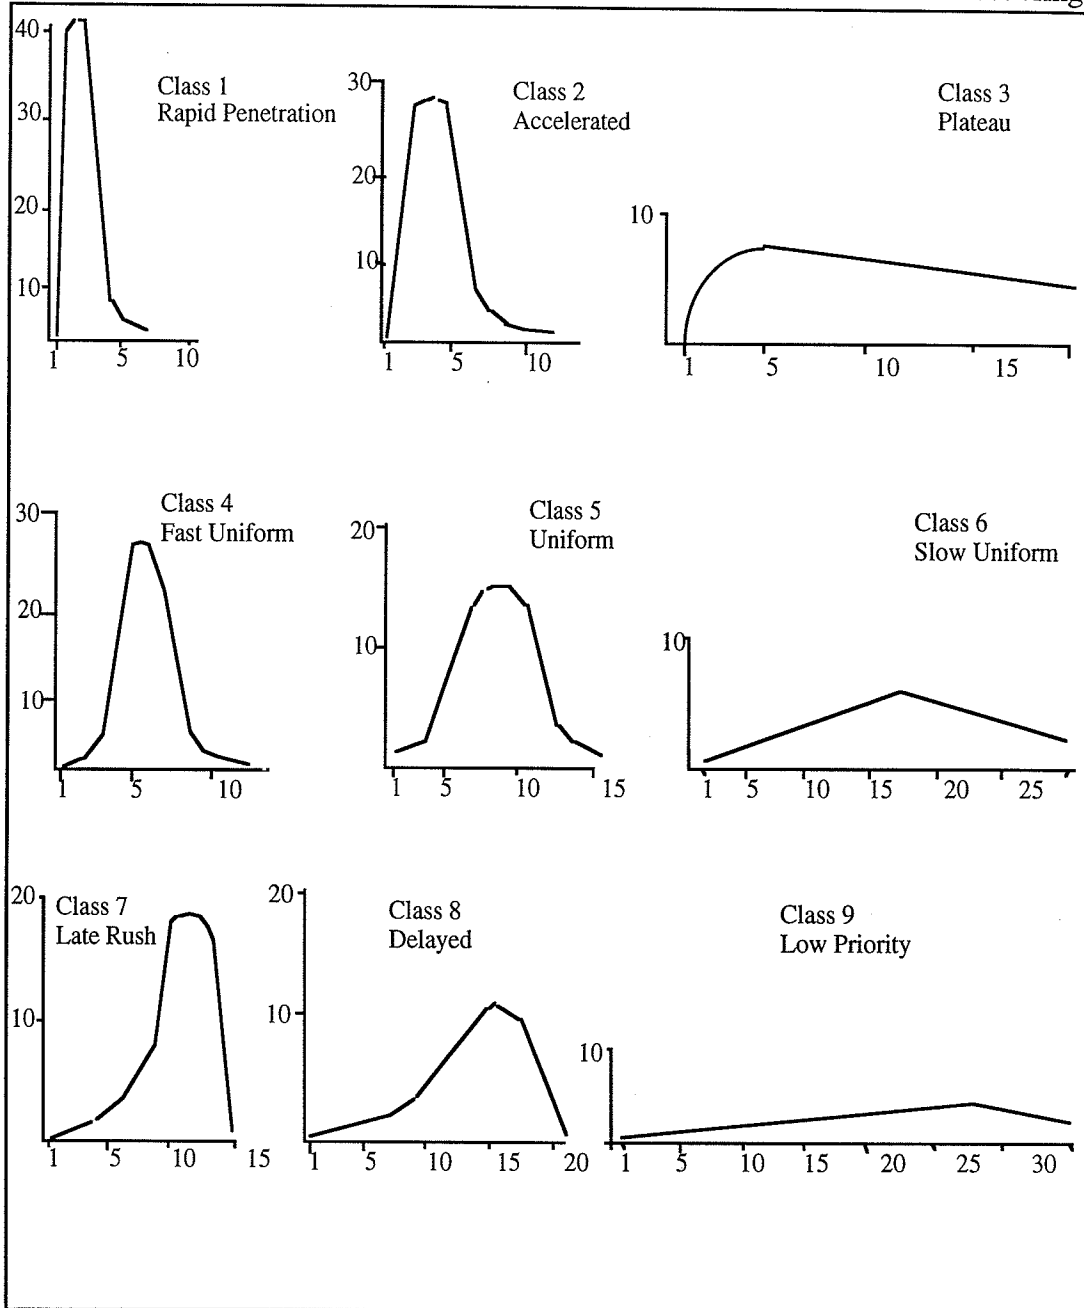 40
30
20
10
1 5 10
Class 1
Rapid Penetration
30
20
10
1 5 10
Class 2
Accelerated
10
1 5 10 15
Class 3
Plateau
30
20
10
1 5 10
Class 4
Fast Uniform
20
10
1 5 10 15
Class 5
Uniform
10
1 5 10 15 20 25
Class 6
Slow Uniform
20
10
1 5 10 15
Class 7
Late Rush
20
10
1 5 10 15 20
Class 8
Delayed
10
1 5 10 15 20 25 30
Class 9
Low Priority